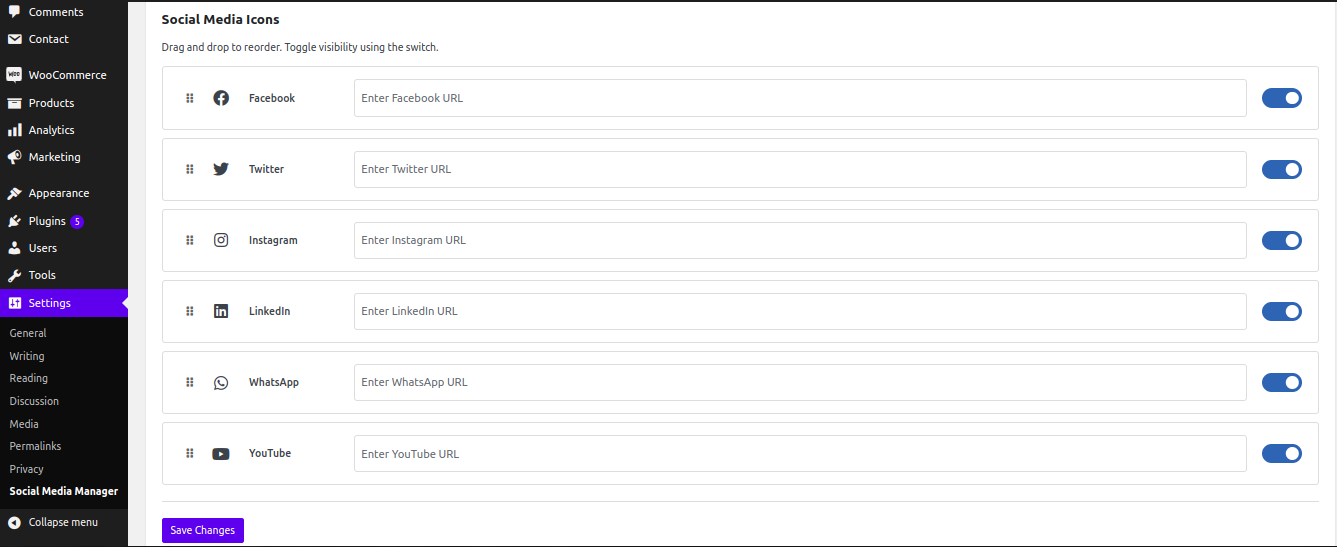 Comments
Contact
WooCommerce
Products
Analytics
Marketing
Appearance
Plugins 5
Users
Tools
Settings
General
Writing
Reading
Discussion
Media
Permalinks
Privacy
Social Media Manager
Collapse menu
Social Media Icons
Drag and drop to reorder. Toggle visibility using the switch.
Facebook Enter Facebook URL
Twitter Enter Twitter URL
Instagram Enter Instagram URL
LinkedIn Enter LinkedIn URL
WhatsApp Enter WhatsApp URL
YouTube Enter YouTube URL
Save Changes